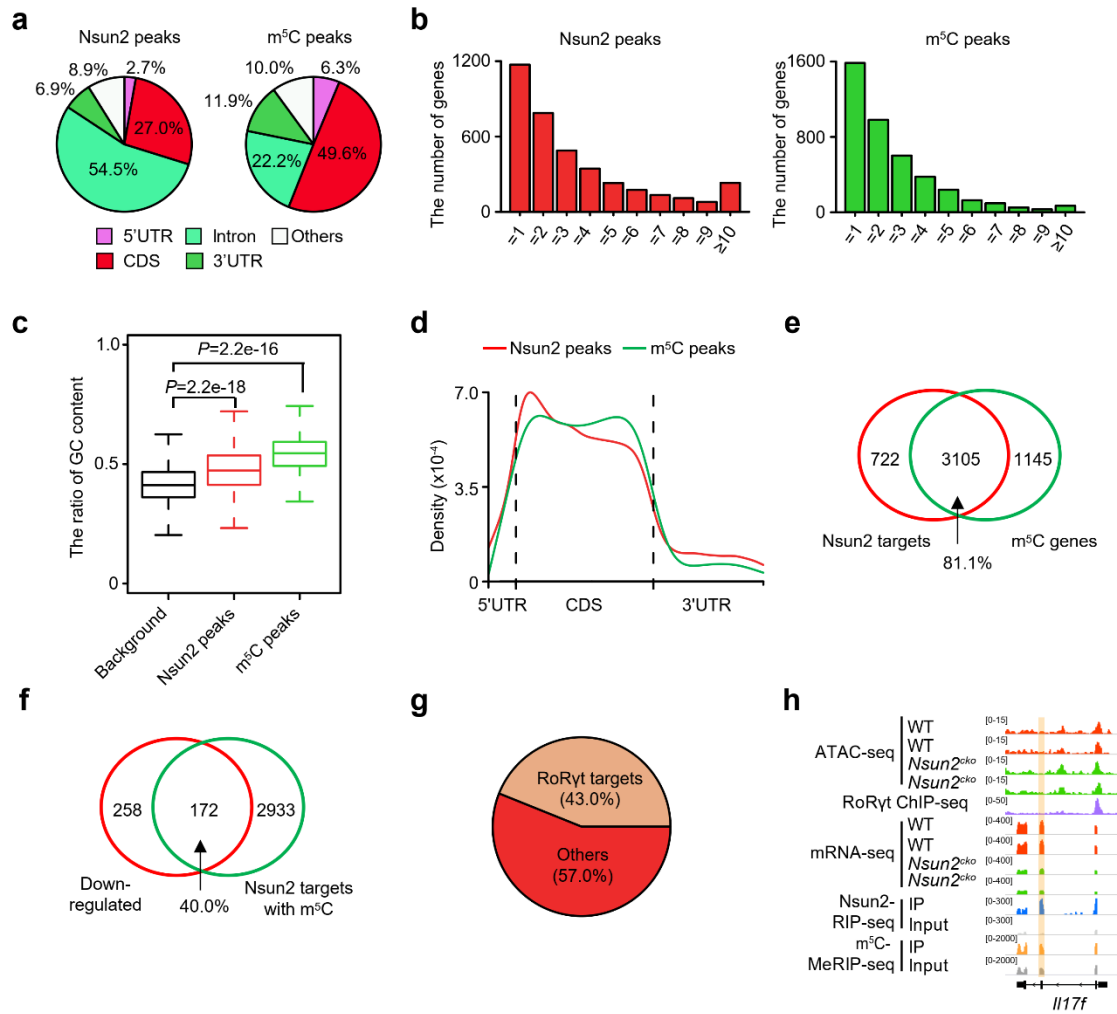 a
Nsun2 peaks
m⁵C peaks
8.9%
2.7%
6.9%
27.0%
54.5%
10.0%
6.3%
11.9%
22.2%
49.6%
5'UTR
Intron
Others
CDS
3'UTR
b
Nsun2 peaks
The number of genes
1200
600
0
=1
=2
=3
=4
=5
=6
=7
=8
=9
≥10
m⁵C peaks
The number of genes
1600
800
0
=1
=2
=3
=4
=5
=6
=7
=8
=9
≥10
c
The ratio of GC content
1.0
0.5
0
P=2.2e-16
P=2.2e-18
Background
Nsun2 peaks
m⁵C peaks
d
Nsun2 peaks
m⁵C peaks
Density (x10⁻⁴)
7.0
3.5
0
5'UTR
CDS
3'UTR
e
722
3105
1145
Nsun2 targets
m⁵C genes
81.1%
f
258
172
2933
Down-
regulated
40.0%
Nsun2 targets
with m⁵C
g
RoRγt targets
(43.0%)
Others
(57.0%)
h
ATAC-seq
WT
[0-15]
WT
[0-15]
Nsun2cko
[0-15]
Nsun2cko
[0-15]
RoRγt ChIP-seq
[0-50]
mRNA-seq
WT
[0-400]
WT
[0-400]
Nsun2cko
[0-400]
Nsun2cko
[0-400]
Nsun2-
RIP-seq
IP
[0-300]
Input
[0-300]
m⁵C-
MeRIP-seq
IP
[0-2000]
Input
[0-2000]
Il17f